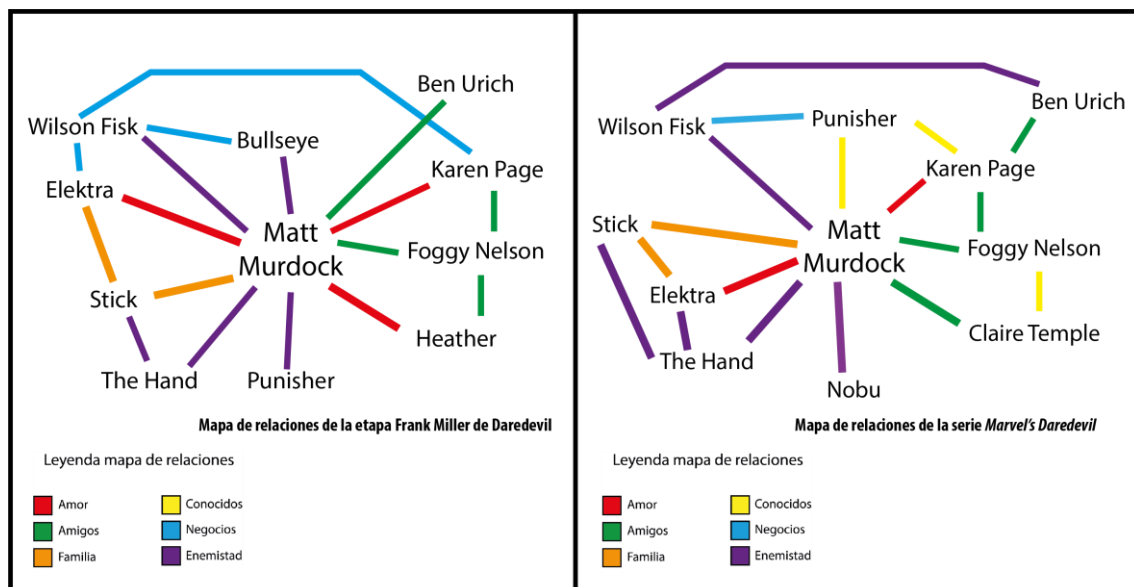 Ben Urich
Wilson Fisk
Bullseye
Karen Page
Elektra
Matt
Murdock
Foggy Nelson
Stick
Heather
The Hand
Punisher
Mapa de relaciones de la etapa Frank Miller de Daredevil
Leyenda mapa de relaciones
Amor
Conocidos
Amigos
Negocios
Familia
Enemistad
Ben Urich
Wilson Fisk
Punisher
Karen Page
Stick
Matt
Murdock
Foggy Nelson
Elektra
Claire Temple
The Hand
Nobu
Mapa de relaciones de la serie Marvel's Daredevil
Leyenda mapa de relaciones
Amor
Conocidos
Amigos
Negocios
Familia
Enemistad